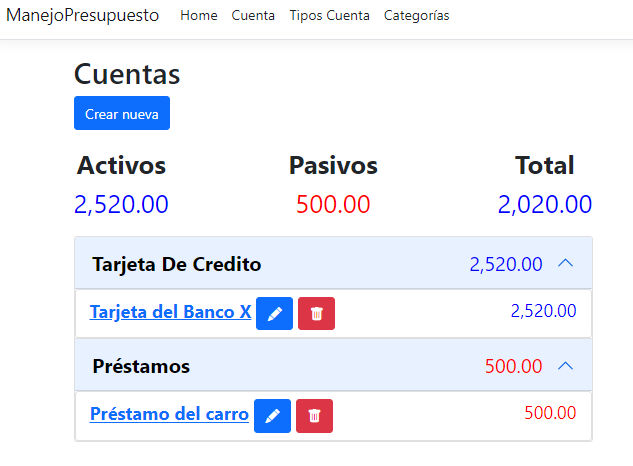 ManejoPresupuesto Home Cuenta Tipos Cuenta Categorías
Cuentas
Crear nueva
Activos Pasivos Total
2,520.00 500.00 2,020.00
Tarjeta De Credito 2,520.00
Tarjeta del Banco X 2,520.00
Préstamos 500.00
Préstamo del carro 500.00